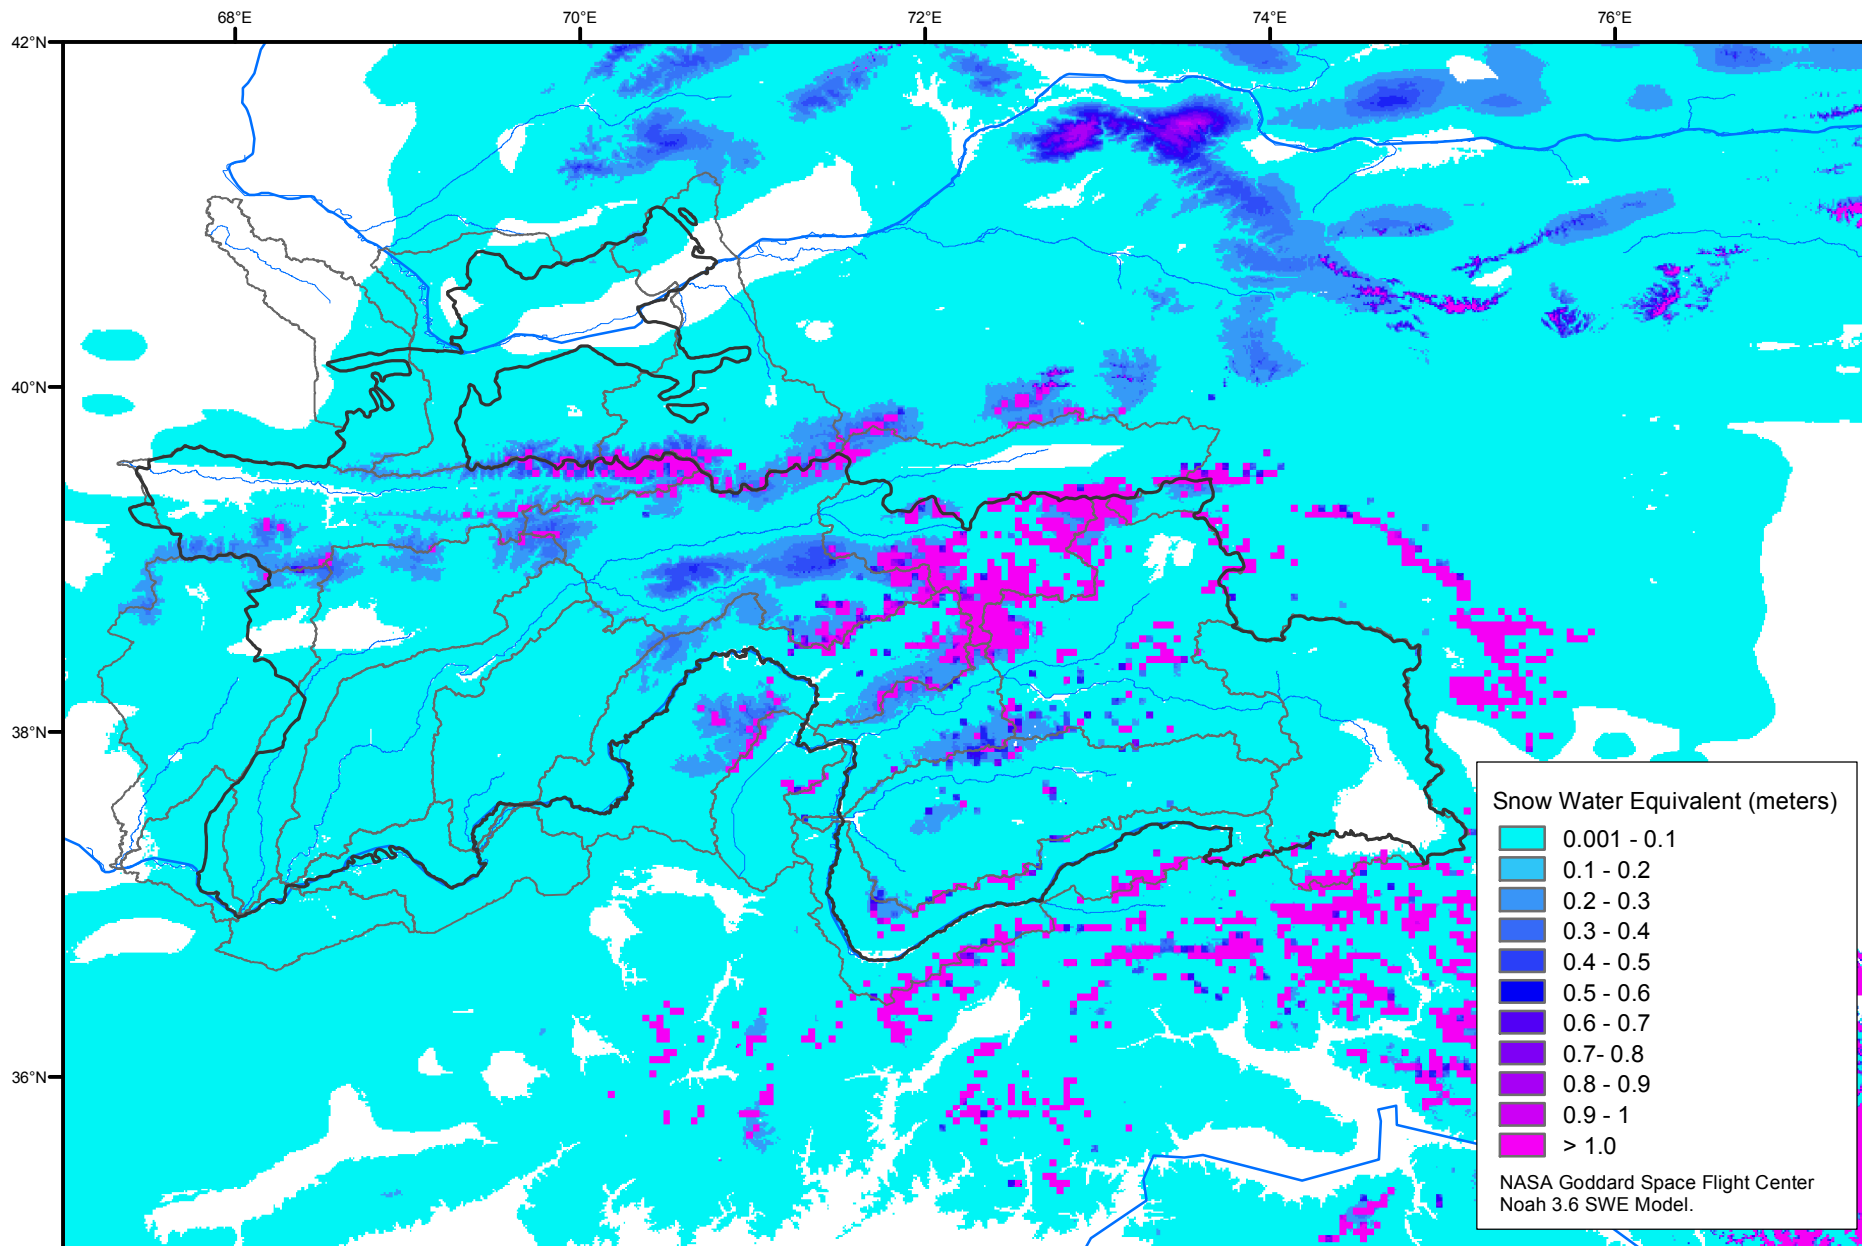 68°E 70°E 72°E 74°E 76°E
42°N
40°N
38°N
36°N
Snow Water Equivalent (meters)
0.001 - 0.1
0.1 - 0.2
0.2 - 0.3
0.3 - 0.4
0.4 - 0.5
0.5 - 0.6
0.6 - 0.7
0.7- 0.8
0.8 - 0.9
0.9 - 1
> 1.0
NASA Goddard Space Flight Center
Noah 3.6 SWE Model.